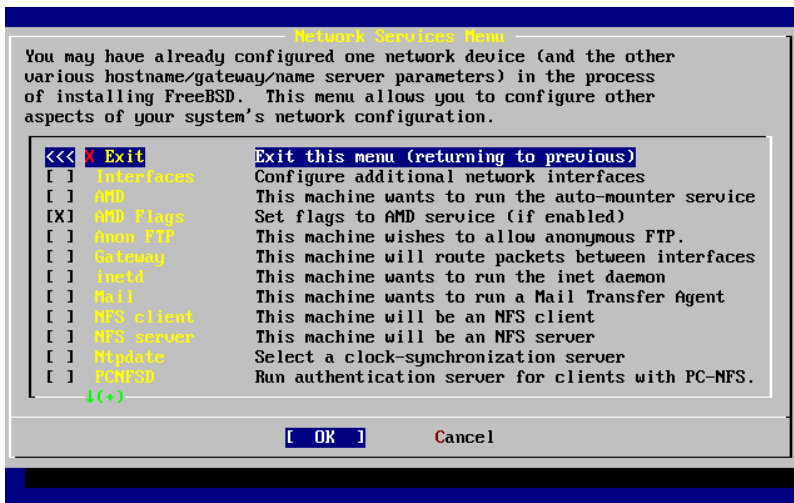 Network Services Menu
You may have already configured one network device (and the other
various hostname/gateway/name server parameters) in the process
of installing FreeBSD.  This menu allows you to configure other
aspects of your system's network configuration.
<<< X Exit Exit this menu (returning to previous)
[ ] Interfaces Configure additional network interfaces
[ ] AMD This machine wants to run the auto-mounter service
[X] AMD Flags Set flags to AMD service (if enabled)
[ ] Anon FTP This machine wishes to allow anonymous FTP.
[ ] Gateway This machine will route packets between interfaces
[ ] inetd This machine wants to run the inet daemon
[ ] Mail This machine wants to run a Mail Transfer Agent
[ ] NFS client This machine will be an NFS client
[ ] NFS server This machine will be an NFS server
[ ] Ntpdate Select a clock-synchronization server
[ ] PCNFSD Run authentication server for clients with PC-NFS.
↓(+)
[ OK ] Cancel